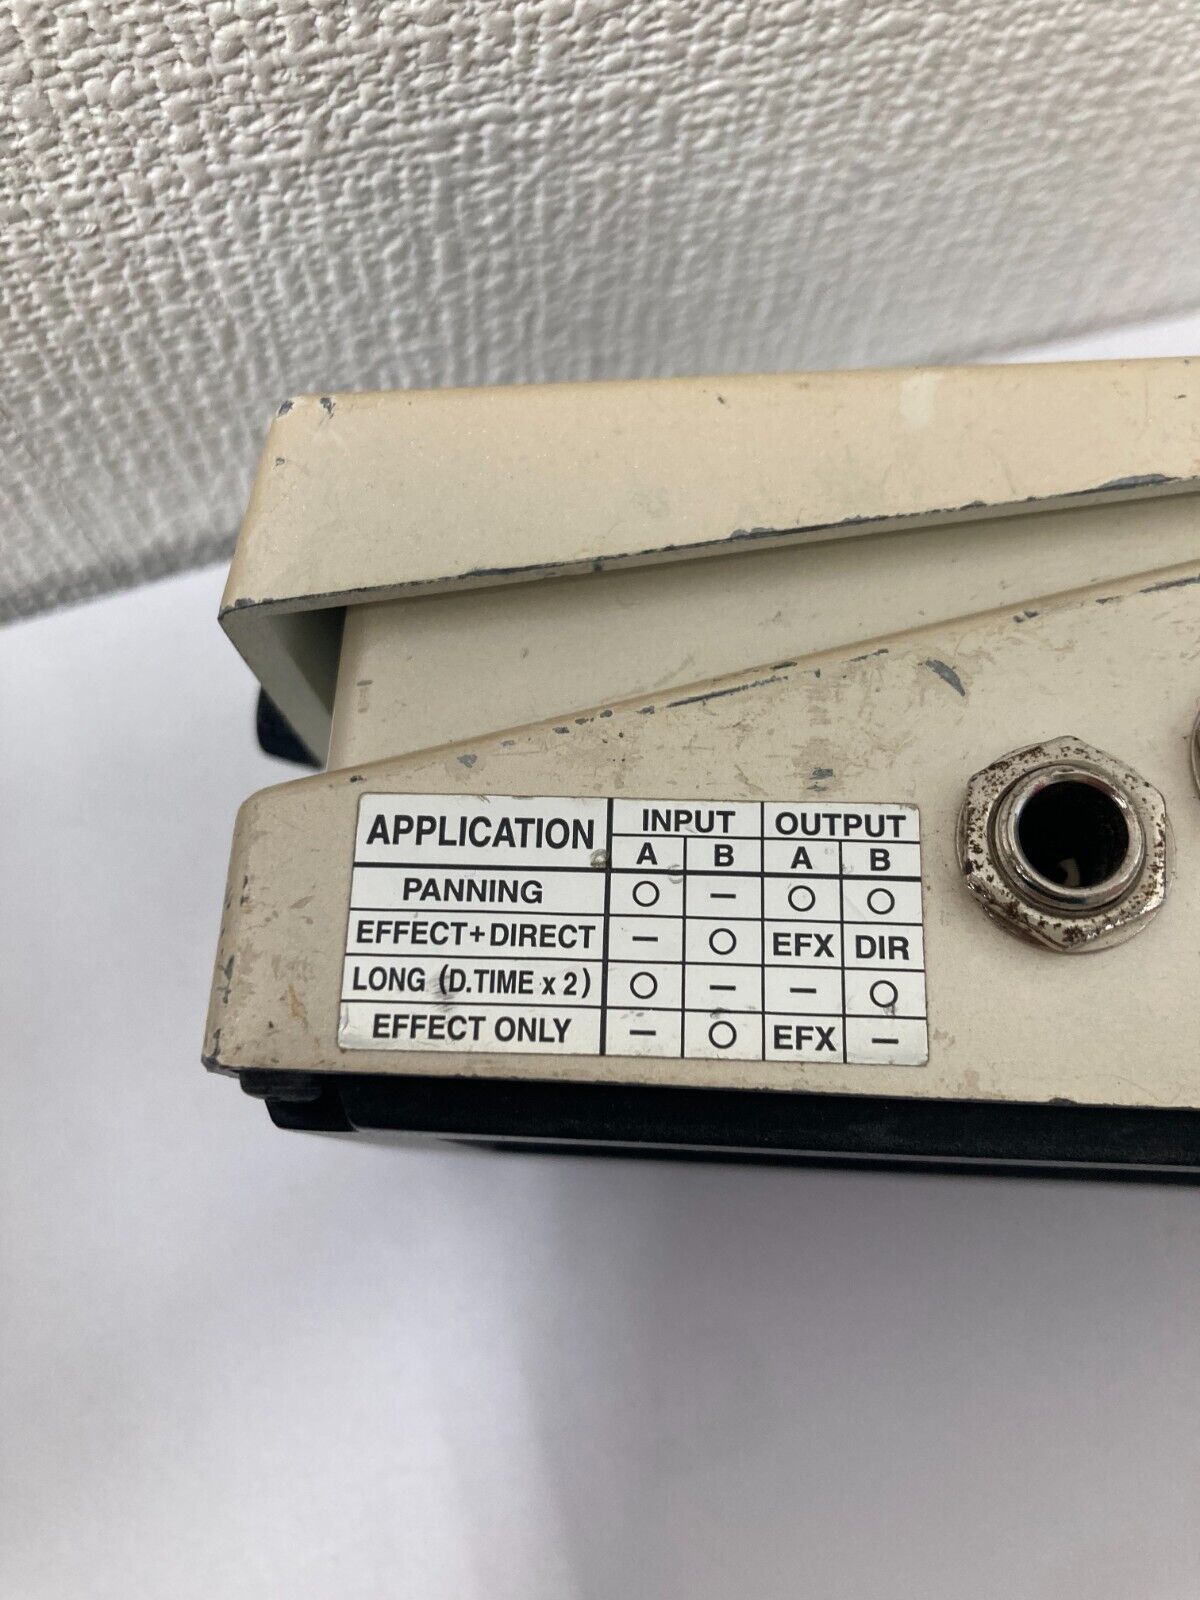 APPLICATION INPUT OUTPUT
A B A B
PANNING ○ – ○ ○
EFFECT+DIRECT – ○ EFX DIR
LONG (D.TIME x 2) ○ – – ○
EFFECT ONLY – ○ EFX –